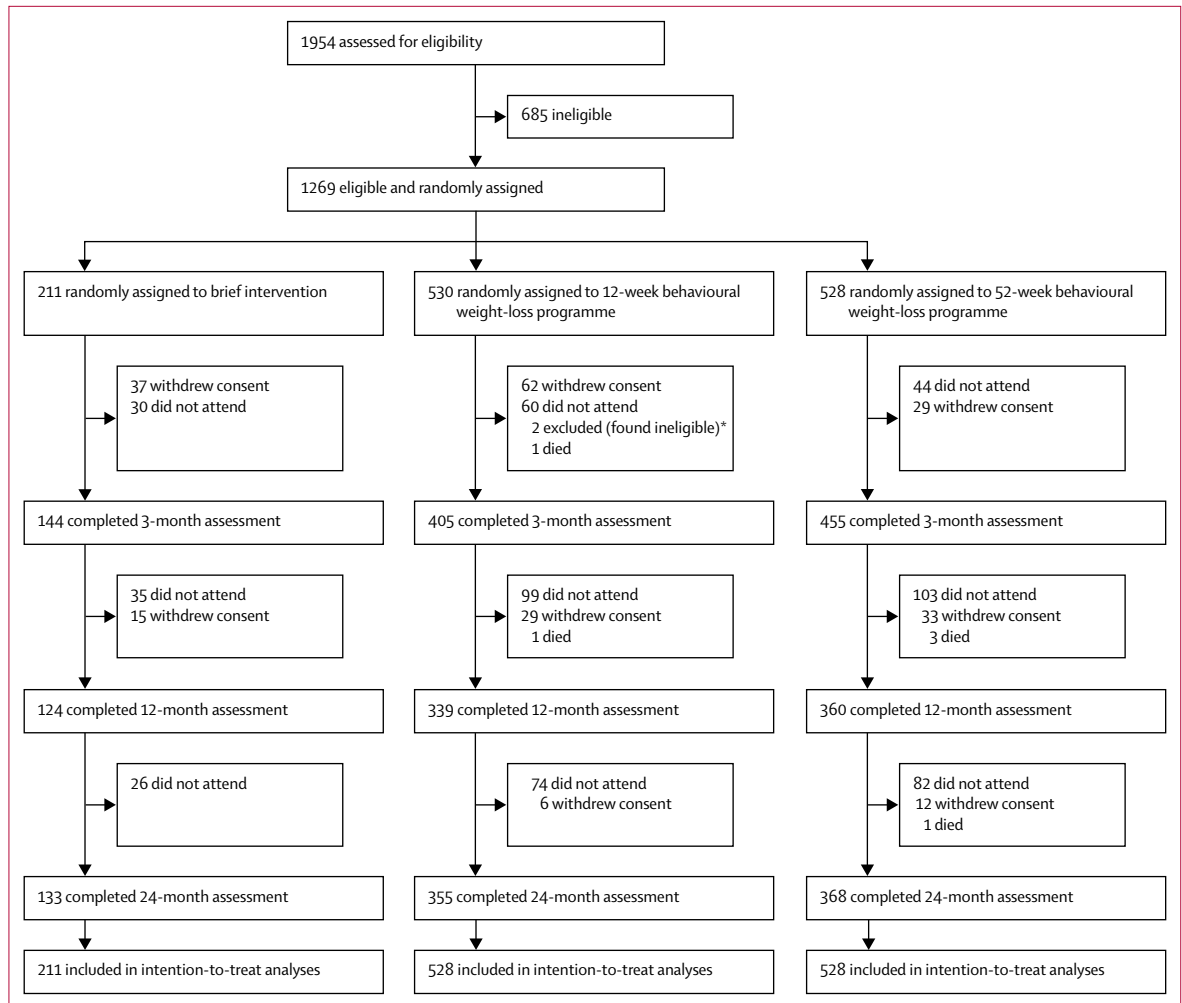 1954 assessed for eligibility
685 ineligible
1269 eligible and randomly assigned
211 randomly assigned to brief intervention
530 randomly assigned to 12-week behavioural
weight-loss programme
528 randomly assigned to 52-week behavioural
weight-loss programme
37 withdrew consent
30 did not attend
62 withdrew consent
60 did not attend
2 excluded (found ineligible)*
1 died
44 did not attend
29 withdrew consent
144 completed 3-month assessment
405 completed 3-month assessment
455 completed 3-month assessment
35 did not attend
15 withdrew consent
99 did not attend
29 withdrew consent
1 died
103 did not attend
33 withdrew consent
3 died
124 completed 12-month assessment
339 completed 12-month assessment
360 completed 12-month assessment
26 did not attend
74 did not attend
6 withdrew consent
82 did not attend
12 withdrew consent
1 died
133 completed 24-month assessment
355 completed 24-month assessment
368 completed 24-month assessment
211 included in intention-to-treat analyses
528 included in intention-to-treat analyses
528 included in intention-to-treat analyses